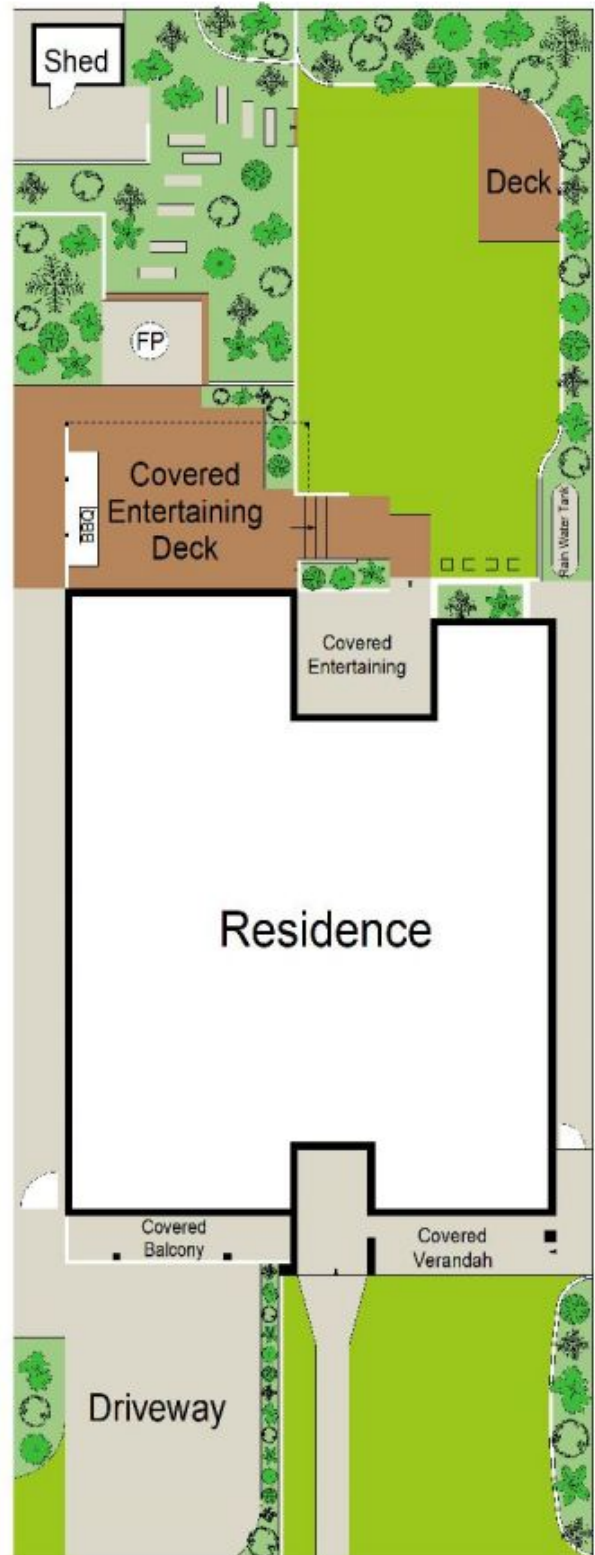 Shed
Deck
FP
Covered
Entertaining
Deck
BBQ
Rain Water Tank
Covered
Entertaining
Residence
Covered
Balcony
Covered
Verandah
Driveway